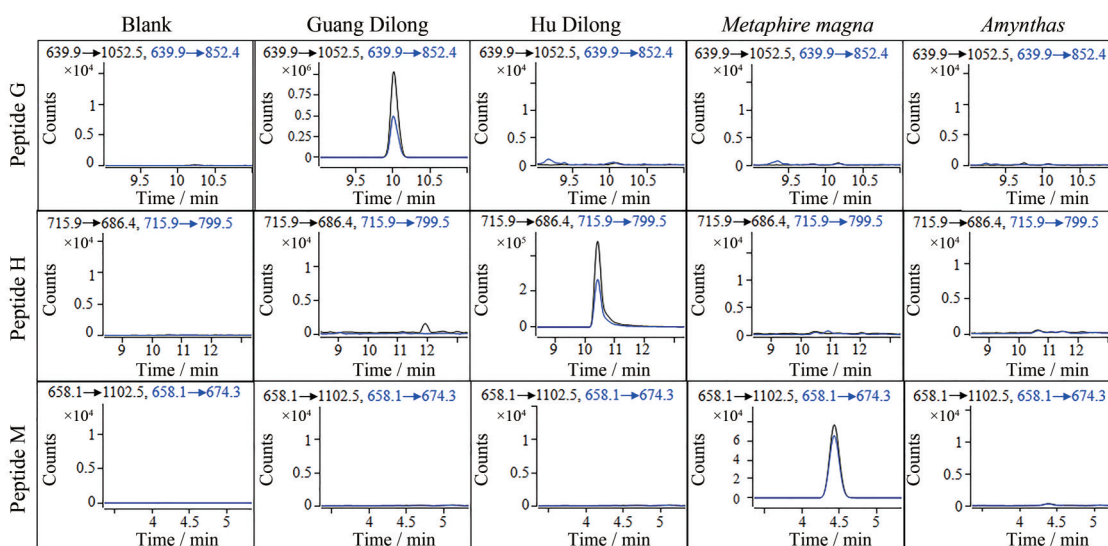 Blank Guang Dilong Hu Dilong Metaphire magna Amynthas
Peptide G
639.9→1052.5, 639.9→852.4
×10⁴
Counts
1
0.5
0
9.5 10 10.5
Time / min
639.9→1052.5, 639.9→852.4
×10⁶
Counts
1
0.75
0.5
0.25
0
9.5 10 10.5
Time / min
639.9→1052.5, 639.9→852.4
×10⁴
Counts
1
0.5
0
9.5 10 10.5
Time / min
639.9→1052.5, 639.9→852.4
×10⁴
Counts
1
0.5
0
9.5 10 10.5
Time / min
639.9→1052.5, 639.9→852.4
×10⁴
Counts
1
0.5
0
9.5 10 10.5
Time / min
Peptide H
715.9→686.4, 715.9→799.5
×10⁴
Counts
1
0.5
0
9 10 11 12
Time / min
715.9→686.4, 715.9→799.5
×10⁴
Counts
1
0.5
0
9 10 11 12
Time / min
715.9→686.4, 715.9→799.5
×10⁵
Counts
2
0
9 10 11 12
Time / min
715.9→686.4, 715.9→799.5
×10⁴
Counts
1
0.5
0
9 10 11 12
Time / min
715.9→686.4, 715.9→799.5
×10⁴
Counts
1
0.5
0
9 10 11 12
Time / min
Peptide M
658.1→1102.5, 658.1→674.3
×10⁴
Counts
1
0.5
0
4 4.5 5
Time / min
658.1→1102.5, 658.1→674.3
×10⁴
Counts
1
0.5
0
4 4.5 5
Time / min
658.1→1102.5, 658.1→674.3
×10⁴
Counts
1
0.5
0
4 4.5 5
Time / min
658.1→1102.5, 658.1→674.3
×10⁴
Counts
6
4
2
0
4 4.5 5
Time / min
658.1→1102.5, 658.1→674.3
×10⁴
Counts
1
0.5
0
4 4.5 5
Time / min